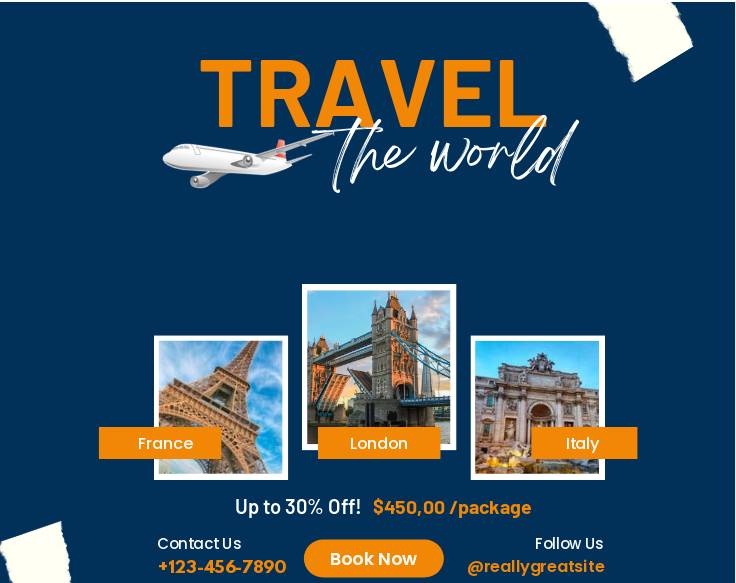 TRAVEL
the world
France
London
Italy
Up to 30% Off! $450,00 /package
Contact Us
+123-456-7890
Book Now
Follow Us
@reallygreatsite